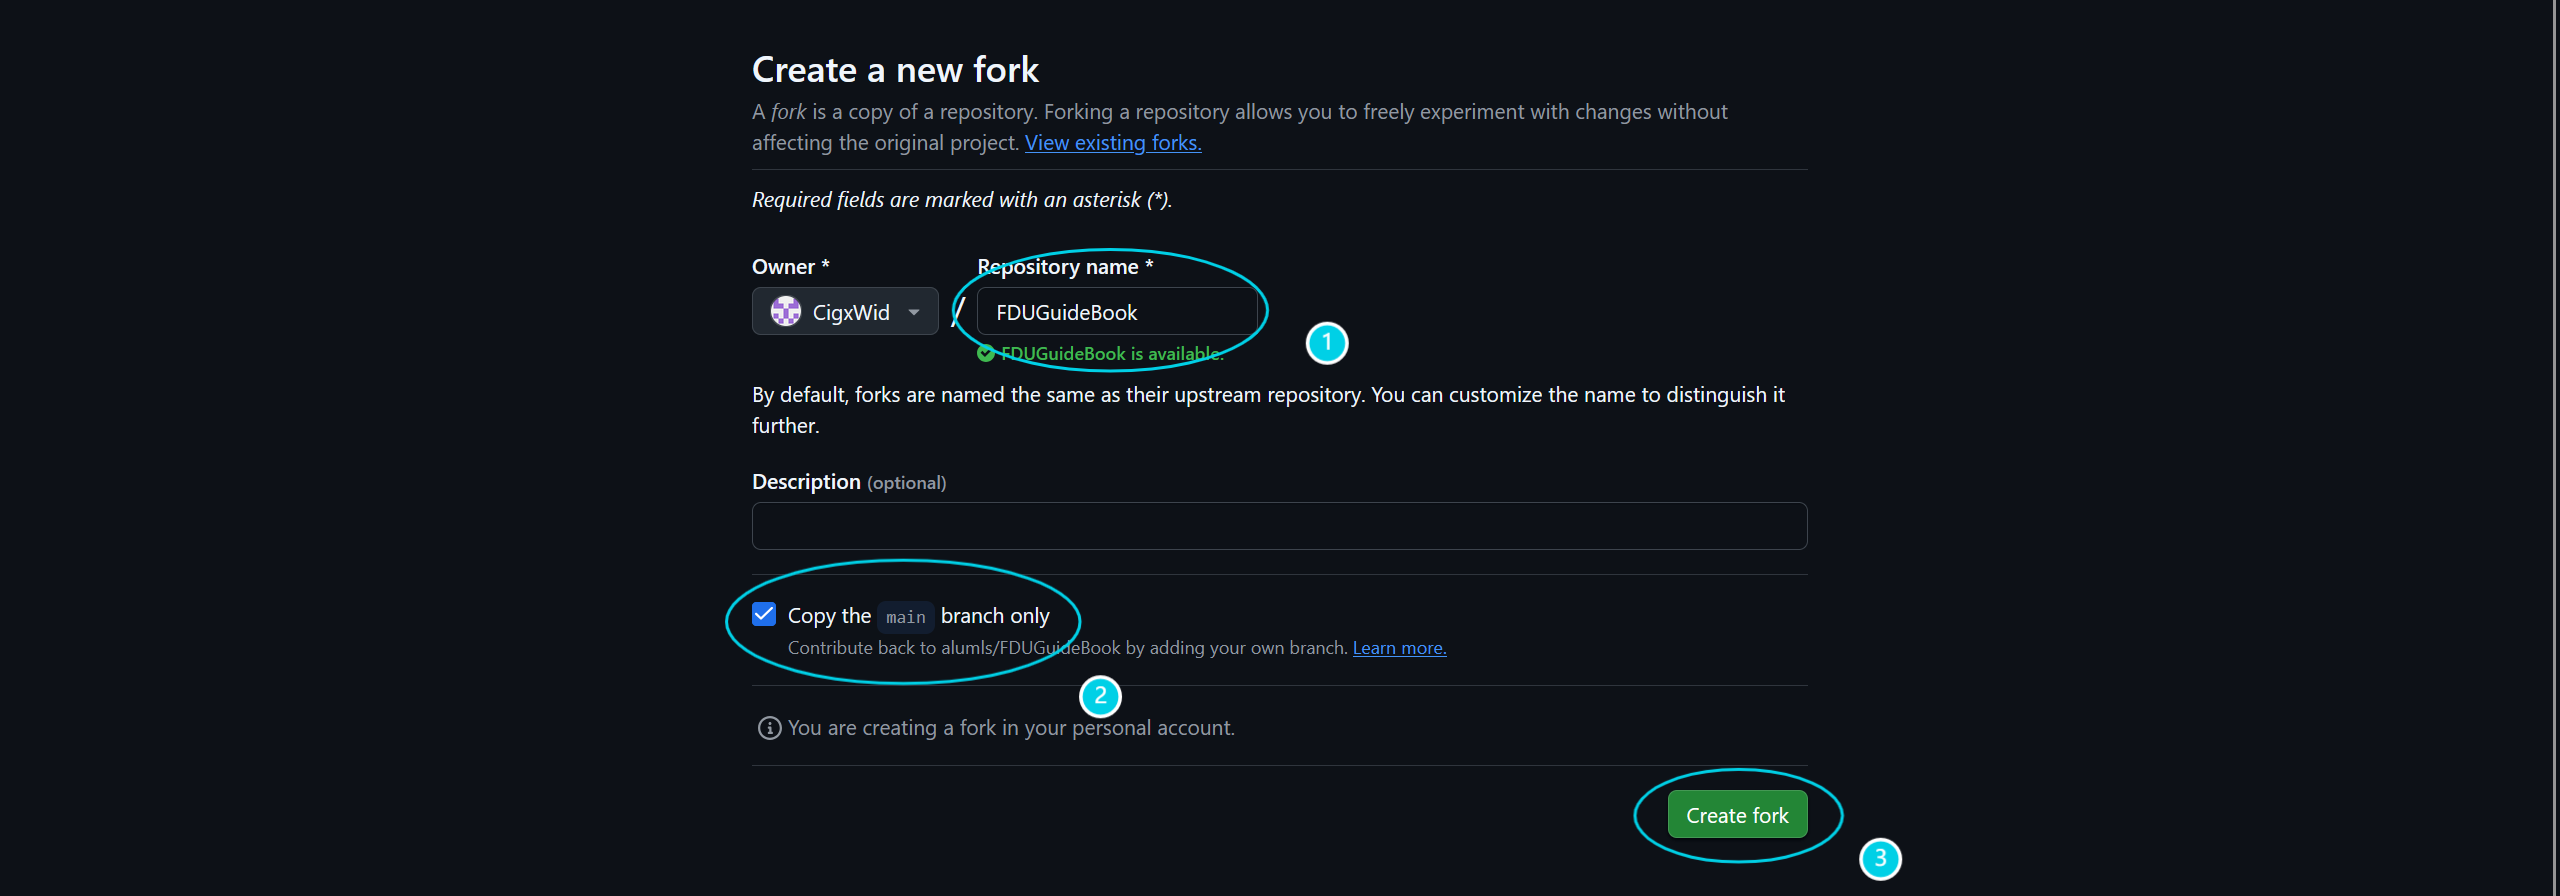 Create a new fork
A fork is a copy of a repository. Forking a repository allows you to freely experiment with changes without
affecting the original project. View existing forks.
Required fields are marked with an asterisk (*).
Owner *
Repository name *
CigxWid
/
FDUGuideBook
1
FDUGuideBook is available.
By default, forks are named the same as their upstream repository. You can customize the name to distinguish it
further.
Description (optional)
Copy the main branch only
Contribute back to alumls/FDUGuideBook by adding your own branch. Learn more.
2
You are creating a fork in your personal account.
Create fork
3